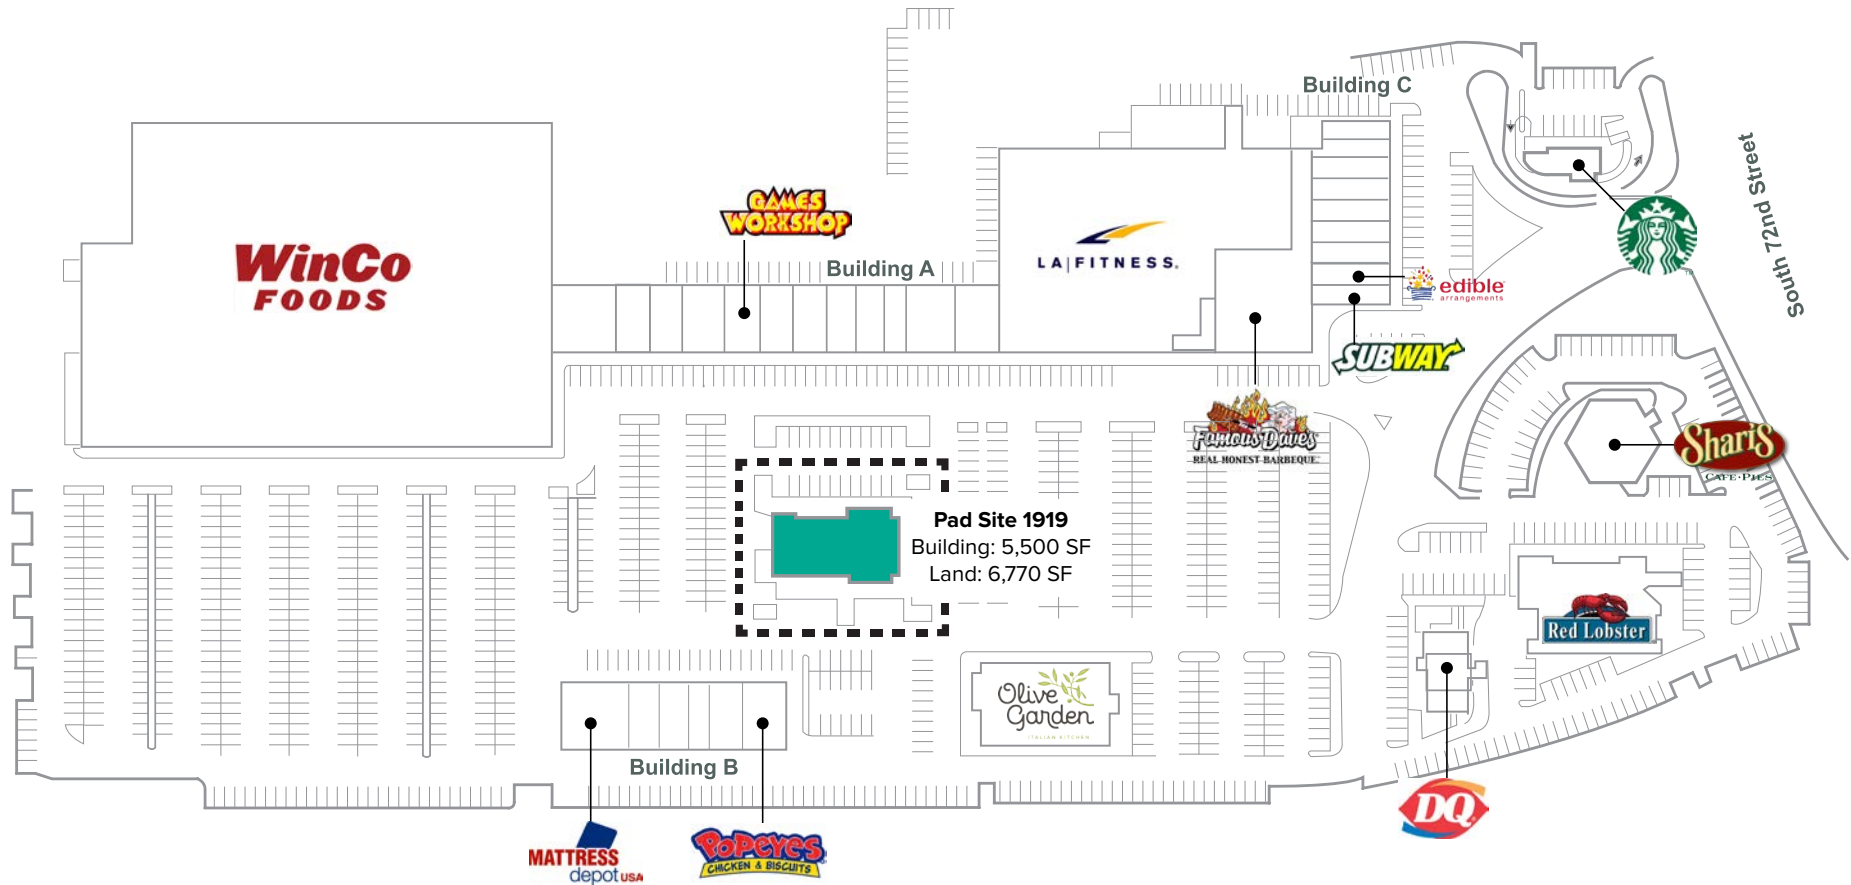 Building C
South 72nd Street
GAMES
WORKSHOP
WinCo
FOODS
Building A
LA|FITNESS.
edible
arrangements
SUBWAY
Famous Dave's
REAL HONEST BARBEQUE
Shari's
CAFE • PIES
Pad Site 1919
Building: 5,500 SF
Land: 6,770 SF
Red Lobster
Olive
Garden
ITALIAN KITCHEN
Building B
DQ
MATTRESS
depot USA
POPEYES
CHICKEN & BISCUITS